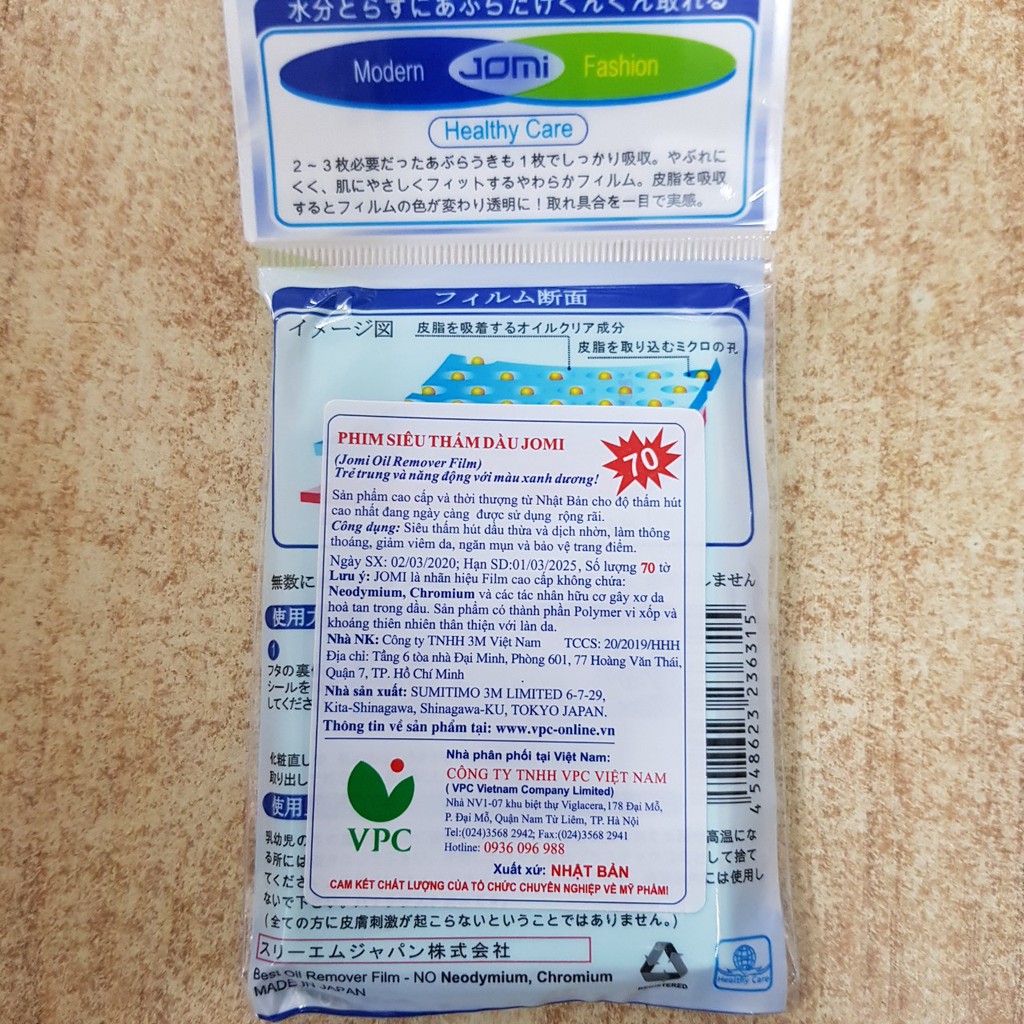 水分とらずにあぶらだけぐんぐん取れる
Modern JOMi Fashion
Healthy Care
2~3枚必要だったあぶらうきも1枚でしっかり吸収。やぶれに
くく、肌にやさしくフィットするやわらかフィルム。皮脂を吸収
するとフィルムの色が変わり透明に!取れ具合を一目で実感。
フィルム断面
イメージ図
皮脂を吸着するオイルクリア成分
皮脂を取り込むミクロの孔
PHIM SIÊU THẤM DẦU JOMI
70
(Jomi Oil Remover Film)
Trẻ trung và năng động với màu xanh dương!
Sản phẩm cao cấp và thời thượng từ Nhật Bản cho độ thấm hút
cao nhất đang ngày càng được sử dụng rộng rãi.
Công dụng: Siêu thấm hút dầu thừa và dịch nhờn, làm thông
thoáng, giảm viêm da, ngăn mụn và bảo vệ trang điểm.
Ngày SX: 02/03/2020; Hạn SD:01/03/2025, Số lượng 70 tờ
Lưu ý: JOMI là nhãn hiệu Film cao cấp không chứa:
Neodymium, Chromium và các tác nhân hữu cơ gây xơ da
hoà tan trong dầu. Sản phẩm có thành phần Polymer vi xốp và
khoáng thiên nhiên thân thiện với làn da.
Nhà NK: Công ty TNHH 3M Việt Nam TCCS: 20/2019/HHH
Địa chỉ: Tầng 6 tòa nhà Đại Minh, Phòng 601, 77 Hoàng Văn Thái,
Quận 7, TP. Hồ Chí Minh
Nhà sản xuất: SUMITIMO 3M LIMITED 6-7-29,
Kita-Shinagawa, Shinagawa-KU, TOKYO JAPAN.
Thông tin về sản phẩm tại: www.vpc-online.vn
Nhà phân phối tại Việt Nam:
CÔNG TY TNHH VPC VIỆT NAM
( VPC Vietnam Company Limited)
Nhà NV1-07 khu biệt thự Viglacera,178 Đại Mỗ,
P. Đại Mỗ, Quận Nam Từ Liêm, TP. Hà Nội
Tel:(024)3568 2942; Fax:(024)3568 2941
Hotline: 0936 096 988
VPC
Xuất xứ: NHẬT BẢN
CAM KẾT CHẤT LƯỢNG CỦA TỔ CHỨC CHUYÊN NGHIỆP VỀ MỸ PHẨM!
無数に
しません
使用
1
フタの裏
シールを
してくださ
化粧直し
取り出し
使用
乳幼児の
高温にな
る所には
して捨て
てくださ
には使用し
ないで下
(全ての方に皮膚刺激が起こらないということではありません。)
4 548623 236315
スリーエムジャパン株式会社
Best Oil Remover Film - NO Neodymium, Chromium
MADE IN JAPAN
REGISTERED
Healthy Care